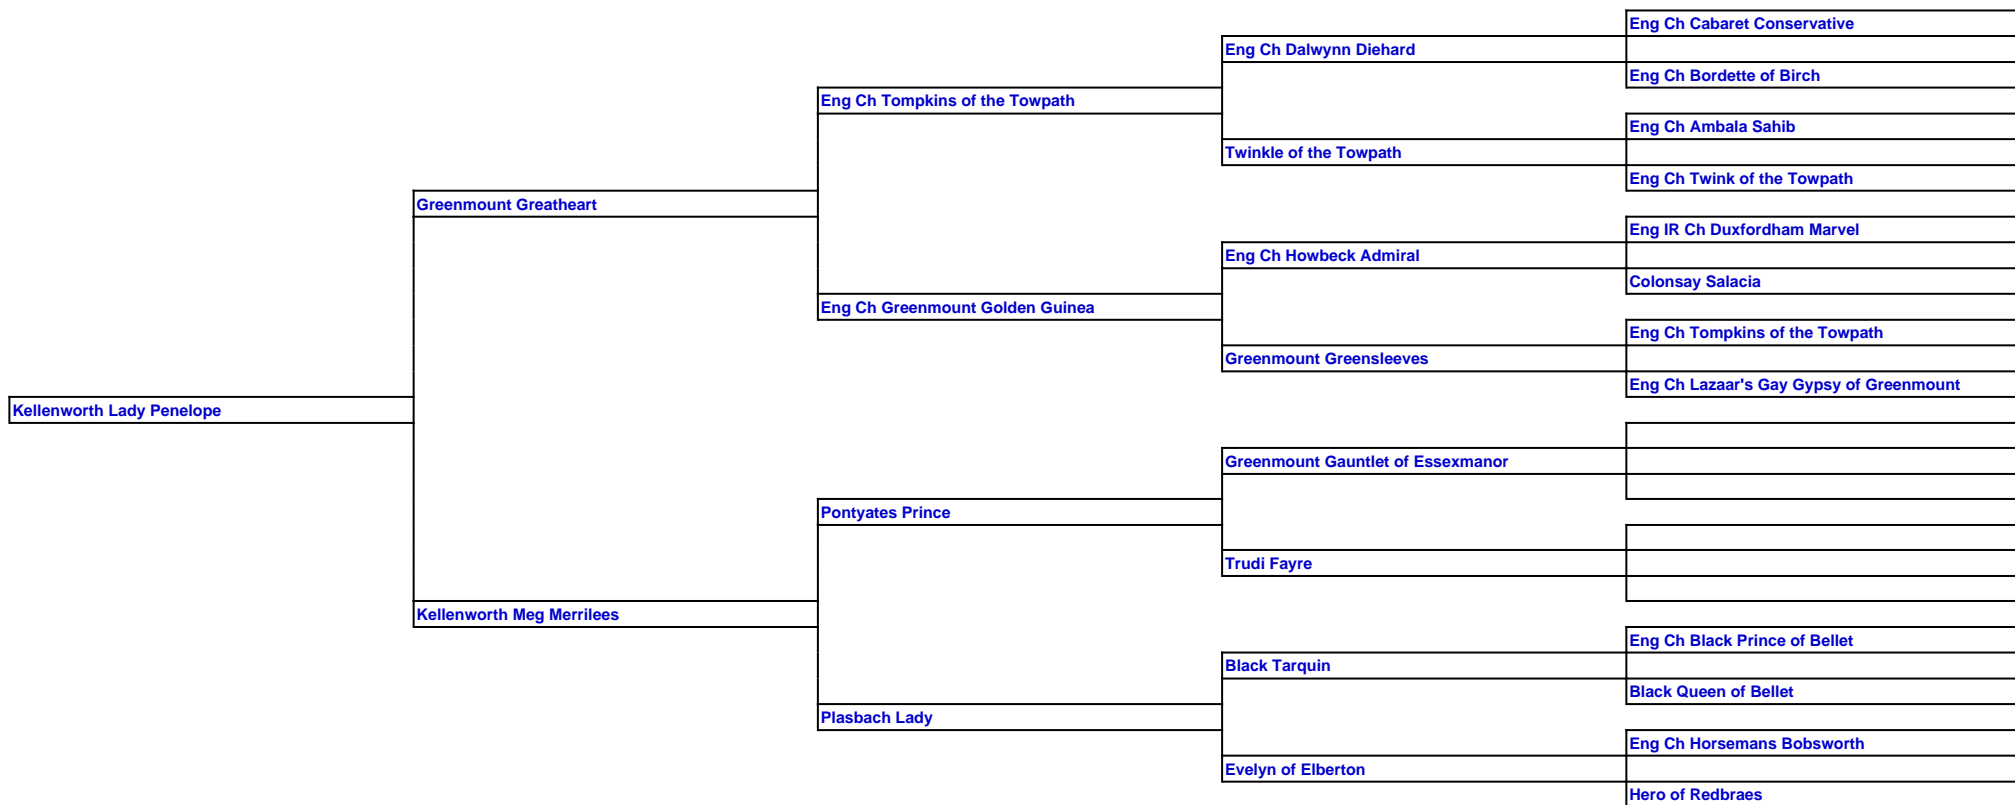 Eng Ch Cabaret Conservative
Eng Ch Dalwynn Diehard
Eng Ch Bordette of Birch
Eng Ch Tompkins of the Towpath
Eng Ch Ambala Sahib
Twinkle of the Towpath
Eng Ch Twink of the Towpath
Greenmount Greatheart
Eng IR Ch Duxfordham Marvel
Eng Ch Howbeck Admiral
Colonsay Salacia
Eng Ch Greenmount Golden Guinea
Eng Ch Tompkins of the Towpath
Greenmount Greensleeves
Eng Ch Lazaar's Gay Gypsy of Greenmount
Kellenworth Lady Penelope
Greenmount Gauntlet of Essexmanor
Pontyates Prince
Trudi Fayre
Kellenworth Meg Merrilees
Eng Ch Black Prince of Bellet
Black Tarquin
Black Queen of Bellet
Plasbach Lady
Eng Ch Horsemans Bobsworth
Evelyn of Elberton
Hero of Redbraes